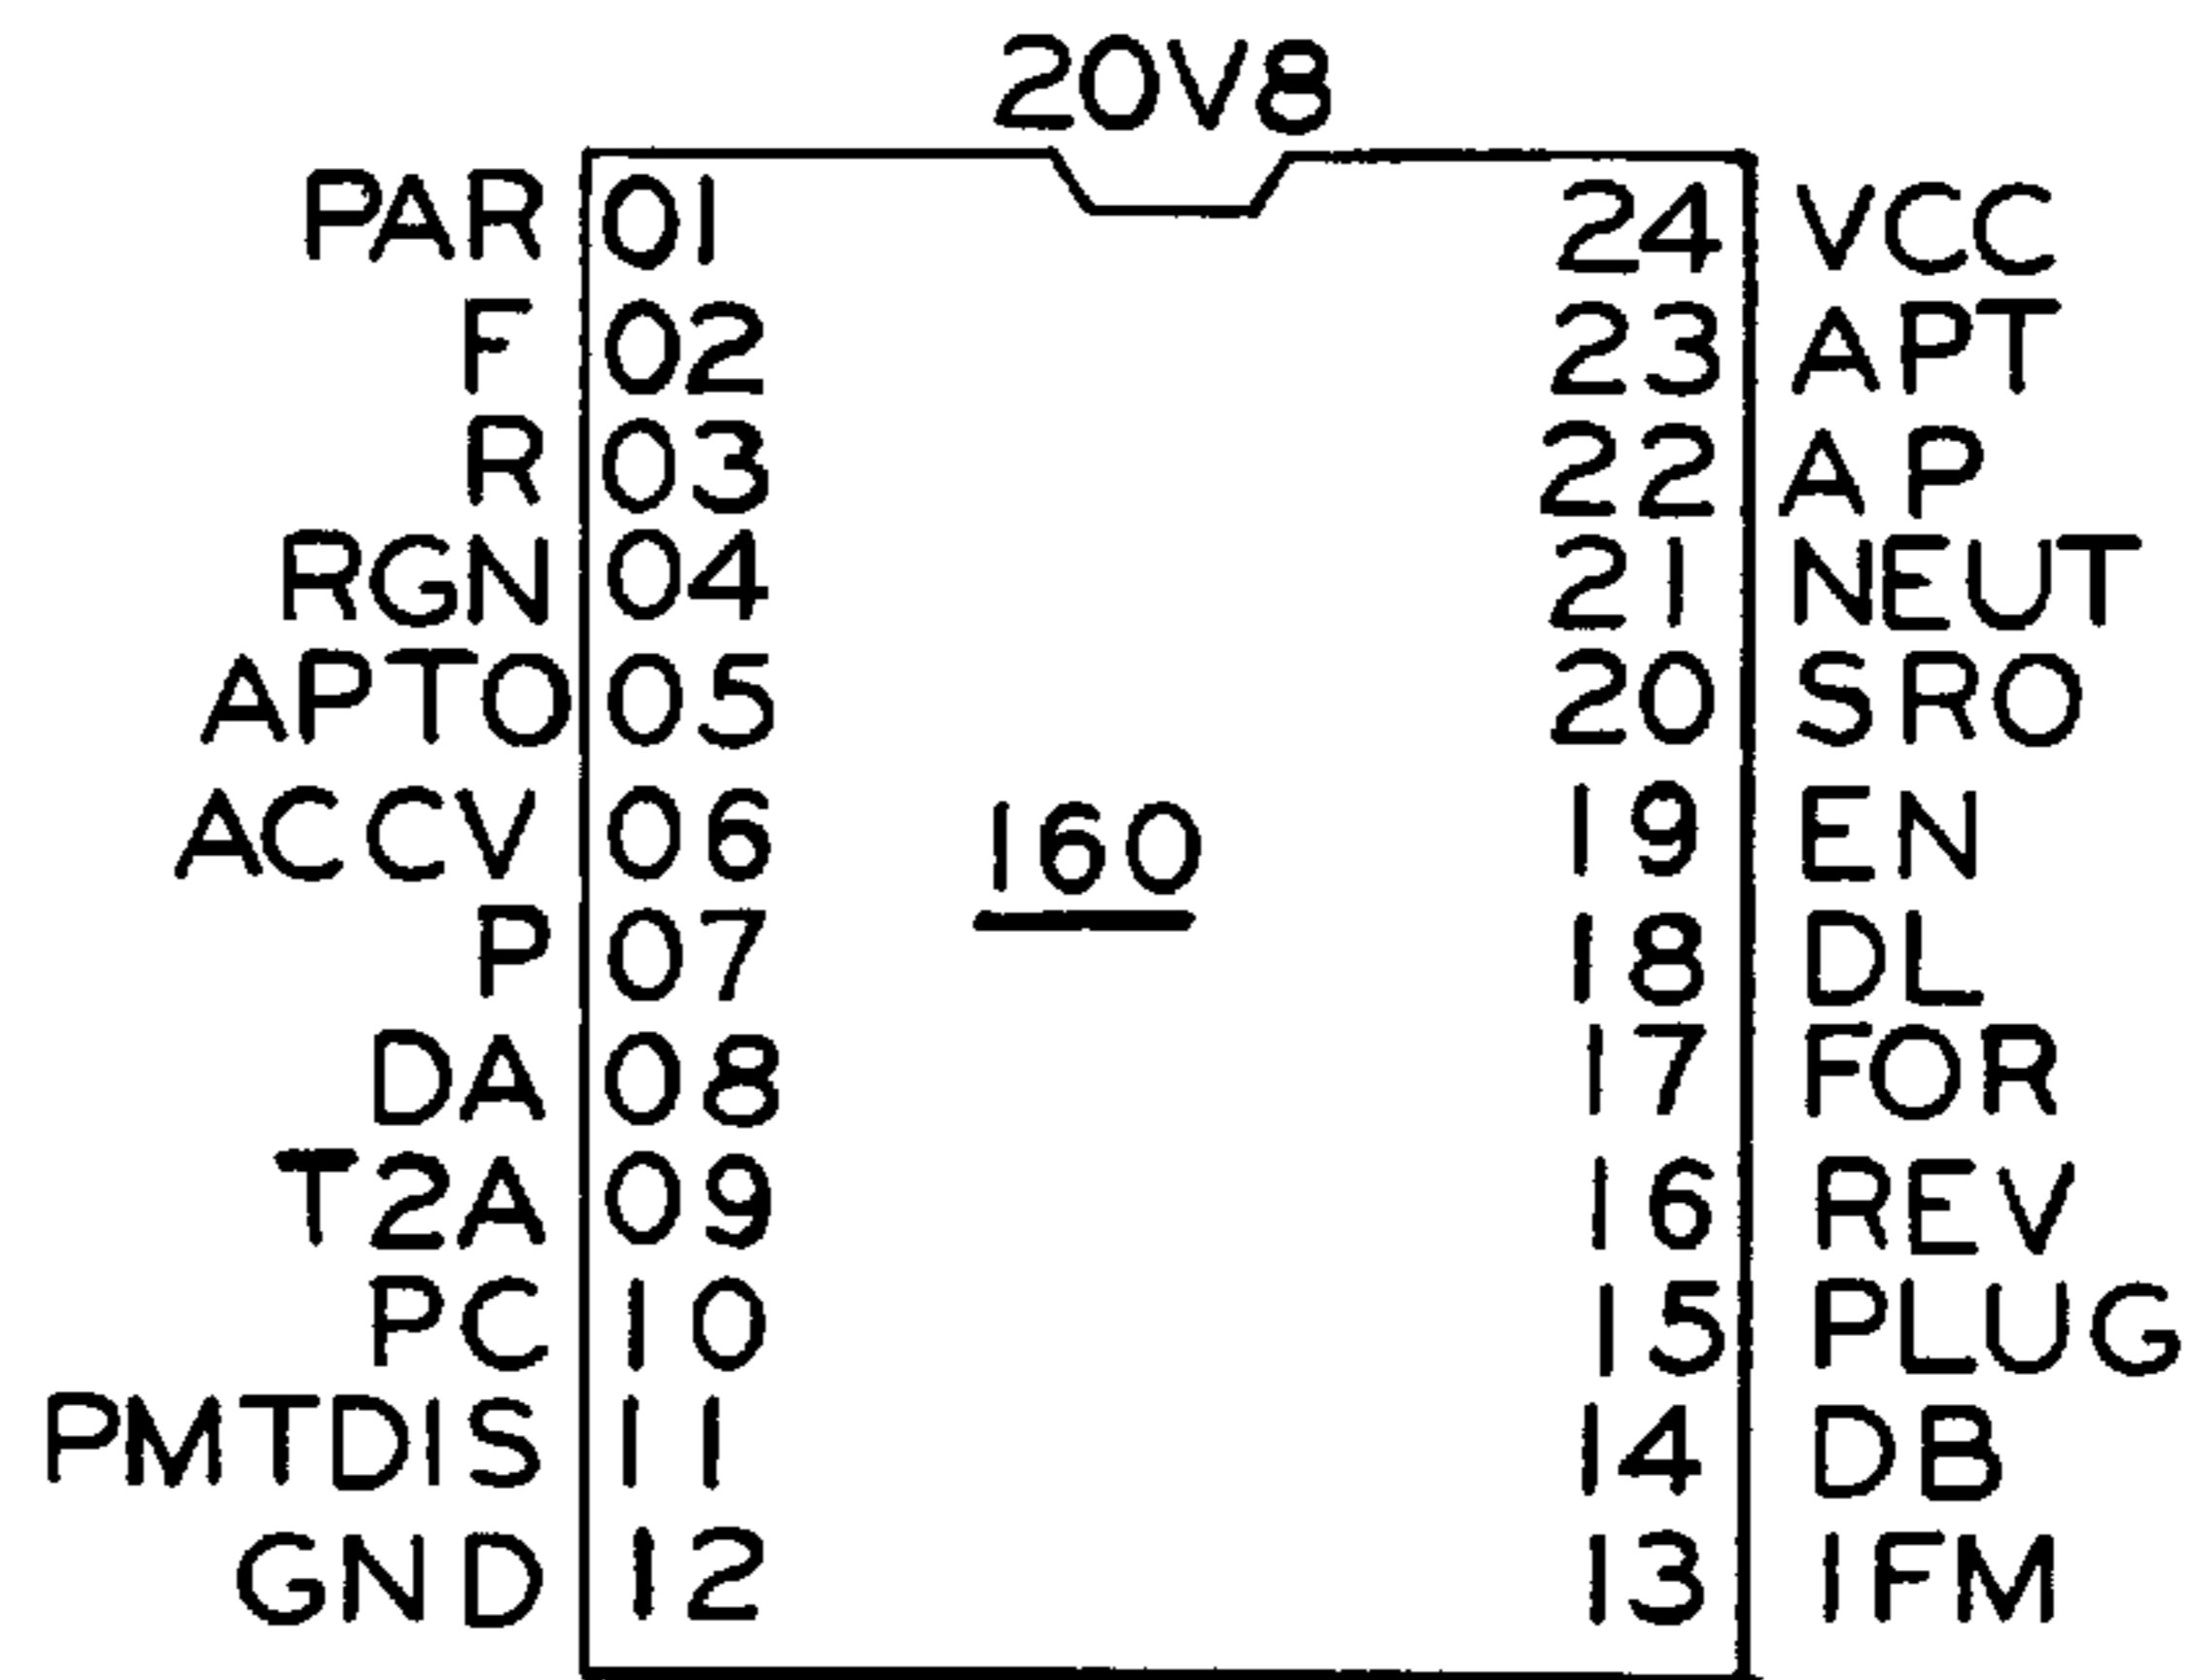 20V8
PAR 01 24 VCC
F 02 23 APT
R 03 22 AP
RGN 04 21 NEUT
APTO 05 20 SRO
ACCV 06 160 19 EN
P 07 18 DL
DA 08 17 FOR
T2A 09 16 REV
PC 10 15 PLUG
PMTDIS 11 14 DB
GND 12 13 IFM